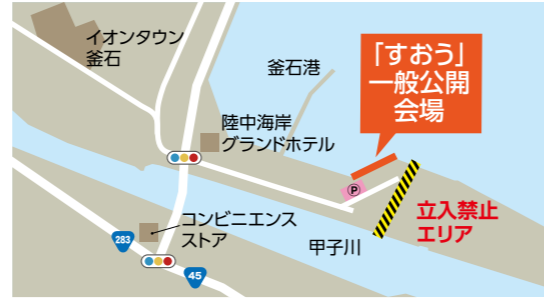 イオンタウン
釜石
釜石港
「すおう」
一般公開
会場
陸中海岸
グランドホテル
P
立入禁止
エリア
コンビニエンス
ストア
甲子川
283
45